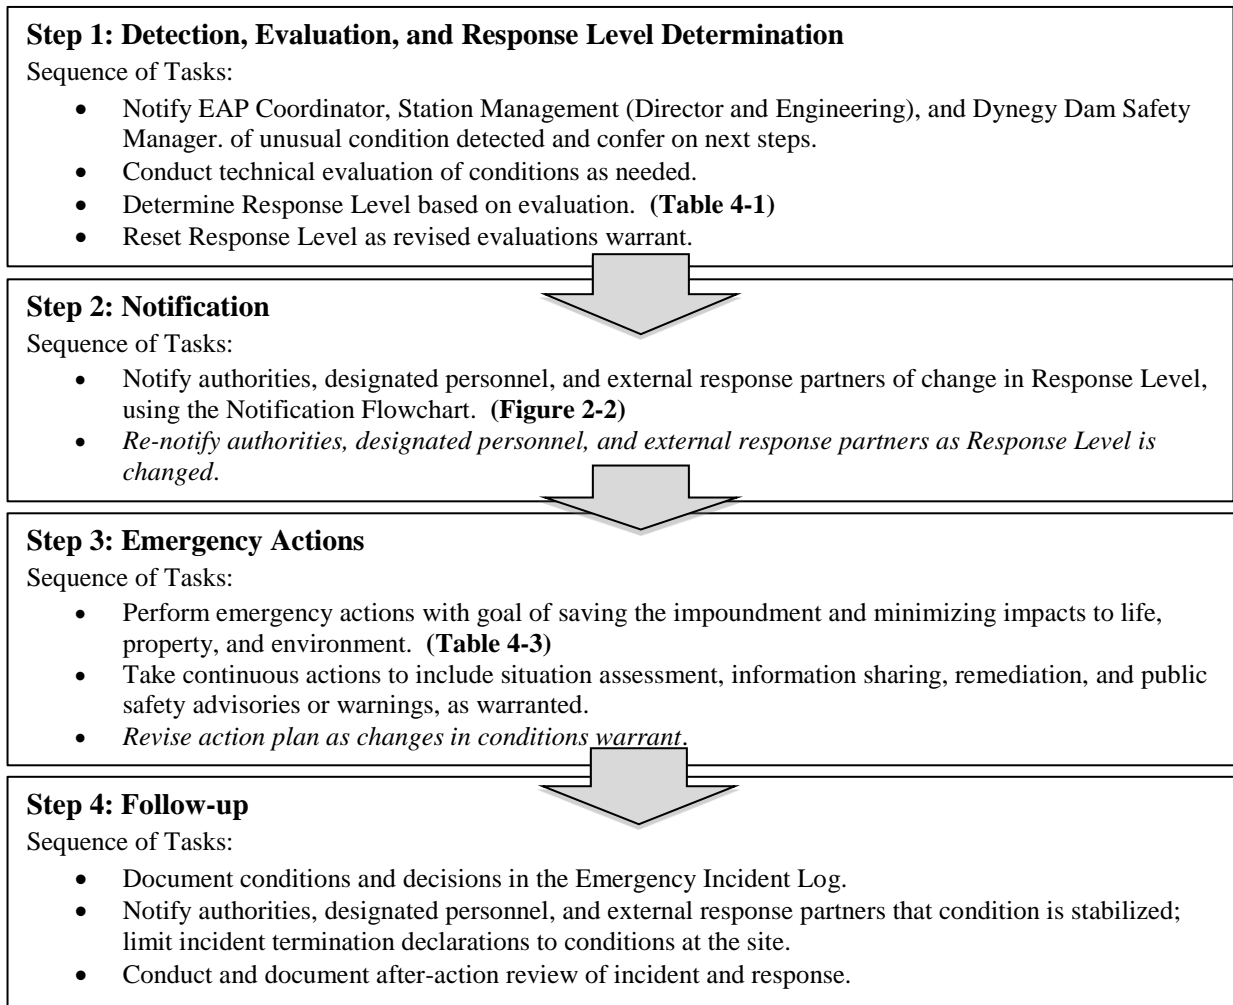 Step 1: Detection, Evaluation, and Response Level Determination
Sequence of Tasks:
• Notify EAP Coordinator, Station Management (Director and Engineering), and Dynegy Dam Safety
Manager. of unusual condition detected and confer on next steps.
• Conduct technical evaluation of conditions as needed.
• Determine Response Level based on evaluation. (Table 4-1)
• Reset Response Level as revised evaluations warrant.
Step 2: Notification
Sequence of Tasks:
• Notify authorities, designated personnel, and external response partners of change in Response Level,
using the Notification Flowchart. (Figure 2-2)
• Re-notify authorities, designated personnel, and external response partners as Response Level is
changed.
Step 3: Emergency Actions
Sequence of Tasks:
• Perform emergency actions with goal of saving the impoundment and minimizing impacts to life,
property, and environment. (Table 4-3)
• Take continuous actions to include situation assessment, information sharing, remediation, and public
safety advisories or warnings, as warranted.
• Revise action plan as changes in conditions warrant.
Step 4: Follow-up
Sequence of Tasks:
• Document conditions and decisions in the Emergency Incident Log.
• Notify authorities, designated personnel, and external response partners that condition is stabilized;
limit incident termination declarations to conditions at the site.
• Conduct and document after-action review of incident and response.